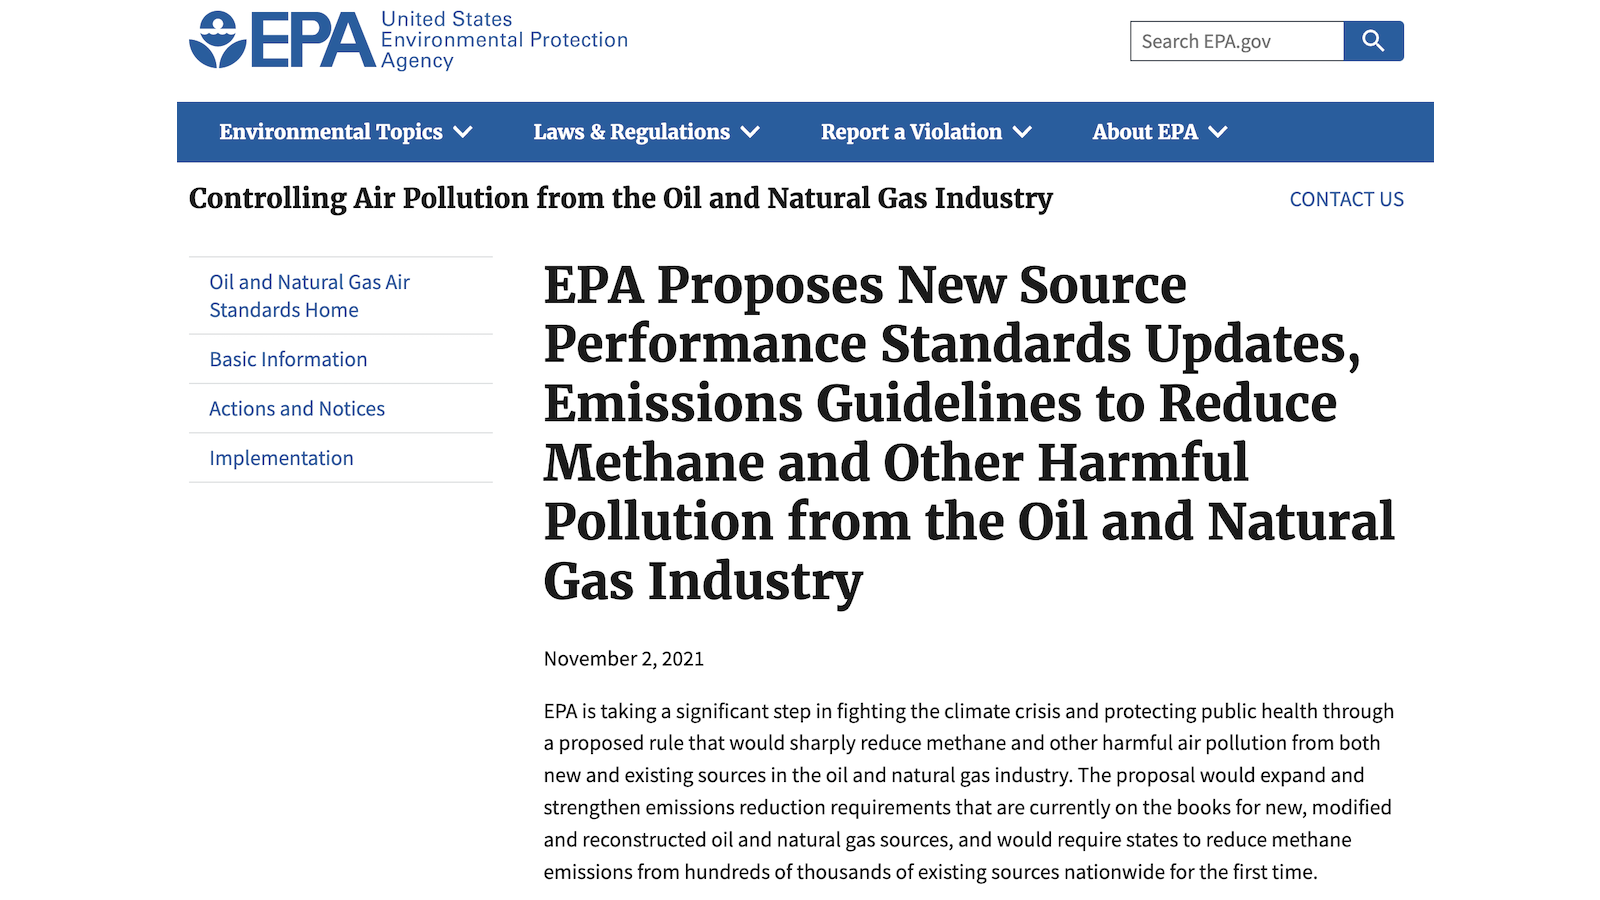 EPA
United States
Environmental Protection
Agency
Search EPA.gov
Environmental Topics
Laws & Regulations
Report a Violation
About EPA
Controlling Air Pollution from the Oil and Natural Gas Industry
CONTACT US
Oil and Natural Gas Air
Standards Home
Basic Information
Actions and Notices
Implementation
EPA Proposes New Source
Performance Standards Updates,
Emissions Guidelines to Reduce
Methane and Other Harmful
Pollution from the Oil and Natural
Gas Industry
November 2, 2021
EPA is taking a significant step in fighting the climate crisis and protecting public health through
a proposed rule that would sharply reduce methane and other harmful air pollution from both
new and existing sources in the oil and natural gas industry. The proposal would expand and
strengthen emissions reduction requirements that are currently on the books for new, modified
and reconstructed oil and natural gas sources, and would require states to reduce methane
emissions from hundreds of thousands of existing sources nationwide for the first time.